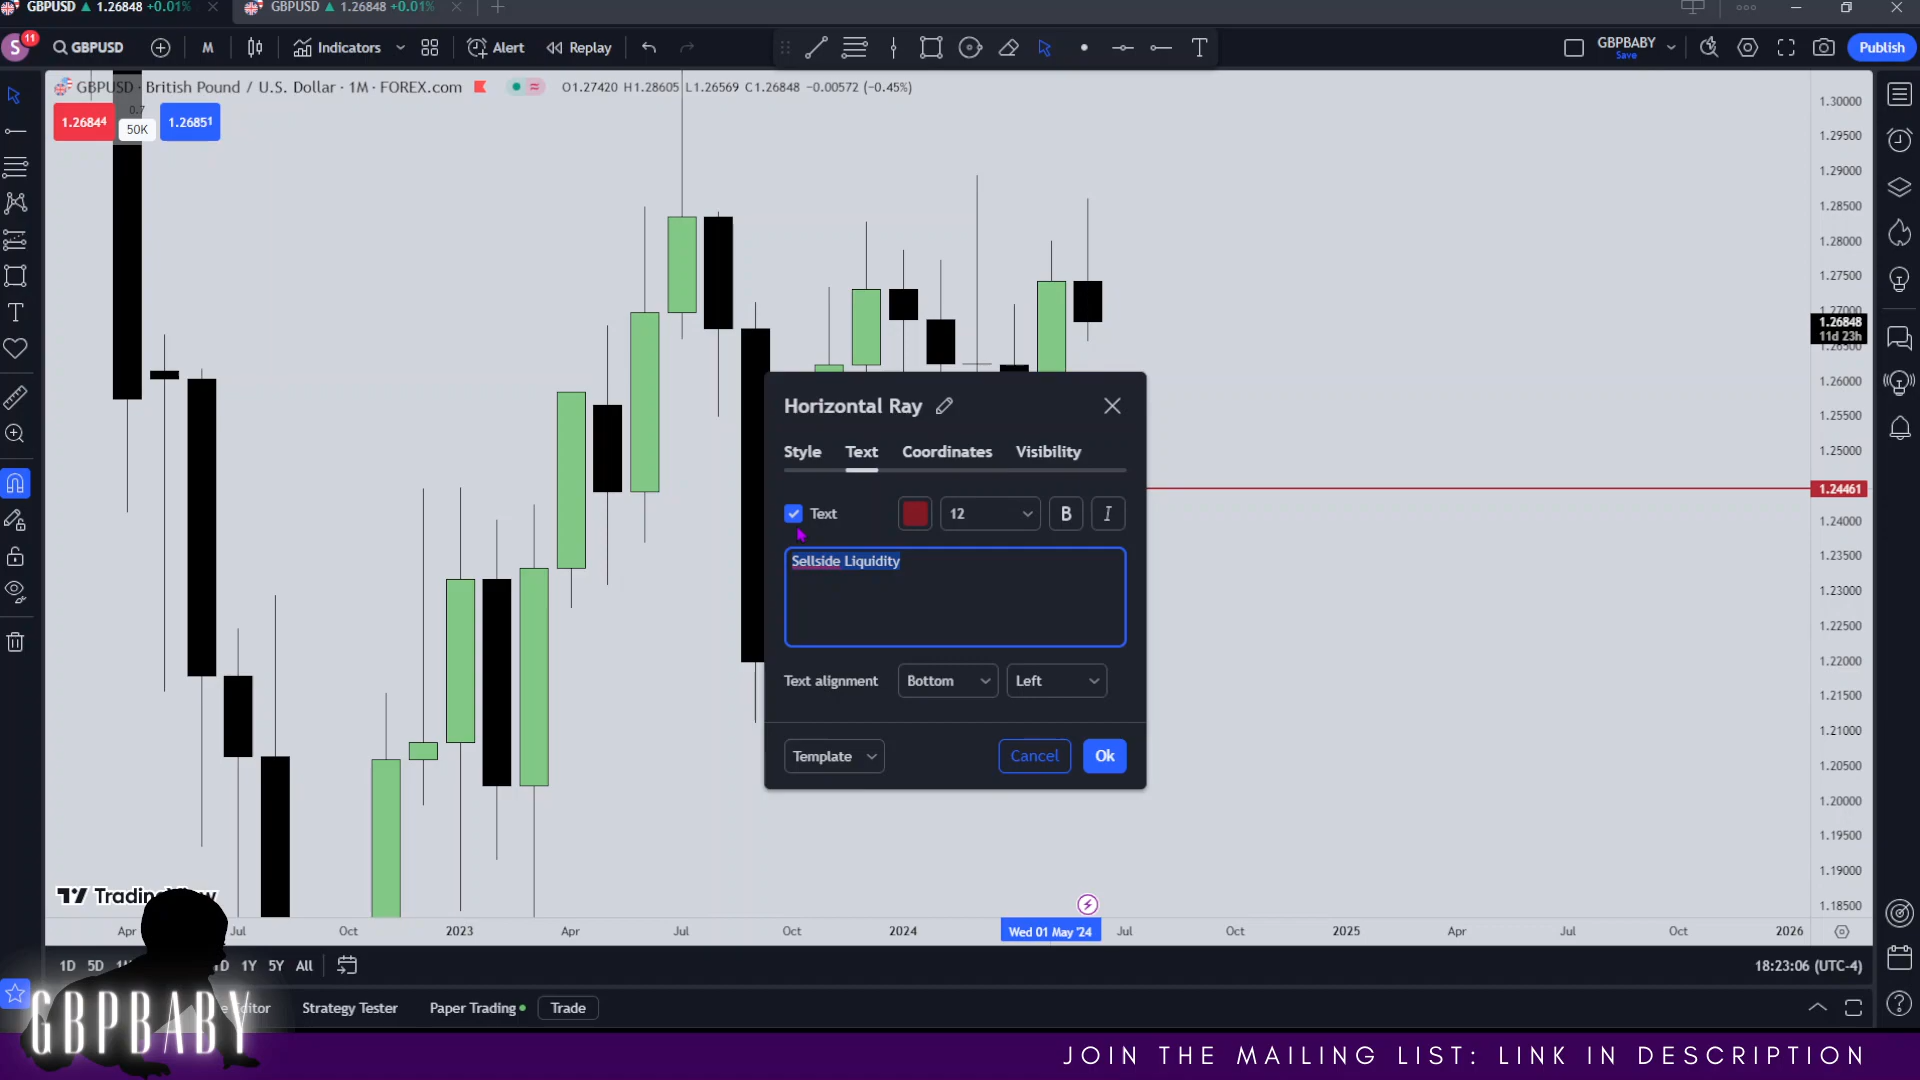 GBPUSD ▲ 1.26848 +0.01%
GBPUSD ▲ 1.26848 +0.01%
S 11 GBPUSD M Indicators Alert Replay GBPBABY Save Publish
GBPUSD · British Pound / U.S. Dollar · 1M · FOREX.com O1.27420 H1.28605 L1.26569 C1.26848 −0.00572 (−0.45%)
1.26844 0.7 50K 1.26851
1.30000
1.29500
1.29000
1.28500
1.28000
1.27500
1.27000
1.26848
11d 23h
1.26500
1.26000
1.25500
1.25000
1.24461
1.24000
1.23500
1.23000
1.22500
1.22000
1.21500
1.21000
1.20500
1.20000
1.19500
1.19000
1.18500
Horizontal Ray
Style Text Coordinates Visibility
Text 12 B I
Sellside Liquidity
Text alignment Bottom Left
Template Cancel Ok
Apr Jul Oct 2023 Apr Jul Oct 2024 Wed 01 May '24 Jul Oct 2025 Apr Jul Oct 2026
1D 5D 1Y 5Y All 18:23:06 (UTC-4)
Strategy Tester Paper Trading Trade
GBPBABY
JOIN THE MAILING LIST: LINK IN DESCRIPTION